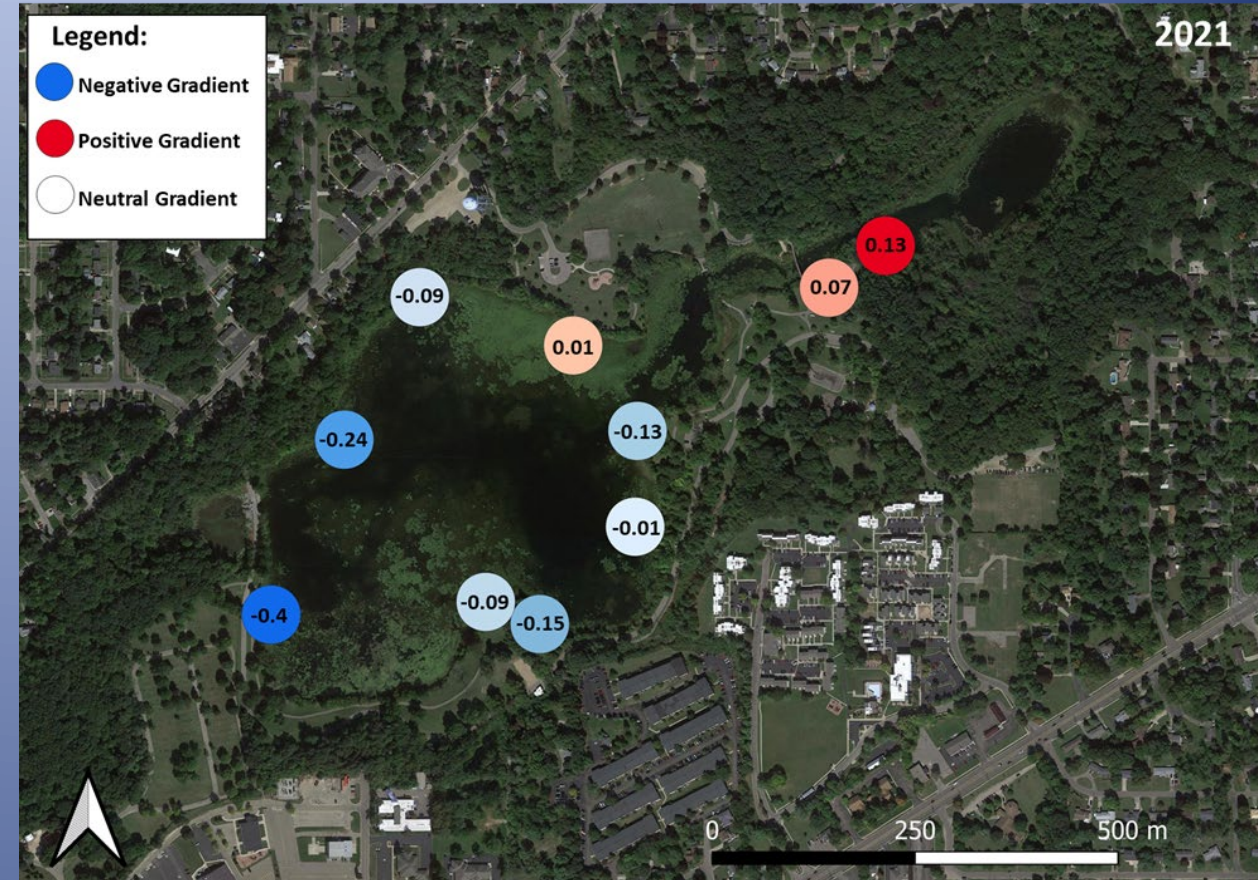 Legend:
Negative Gradient
Positive Gradient
Neutral Gradient
2021
0.13
0.07
-0.09
0.01
-0.13
-0.24
-0.01
-0.09
-0.15
-0.4
0 250 500 m